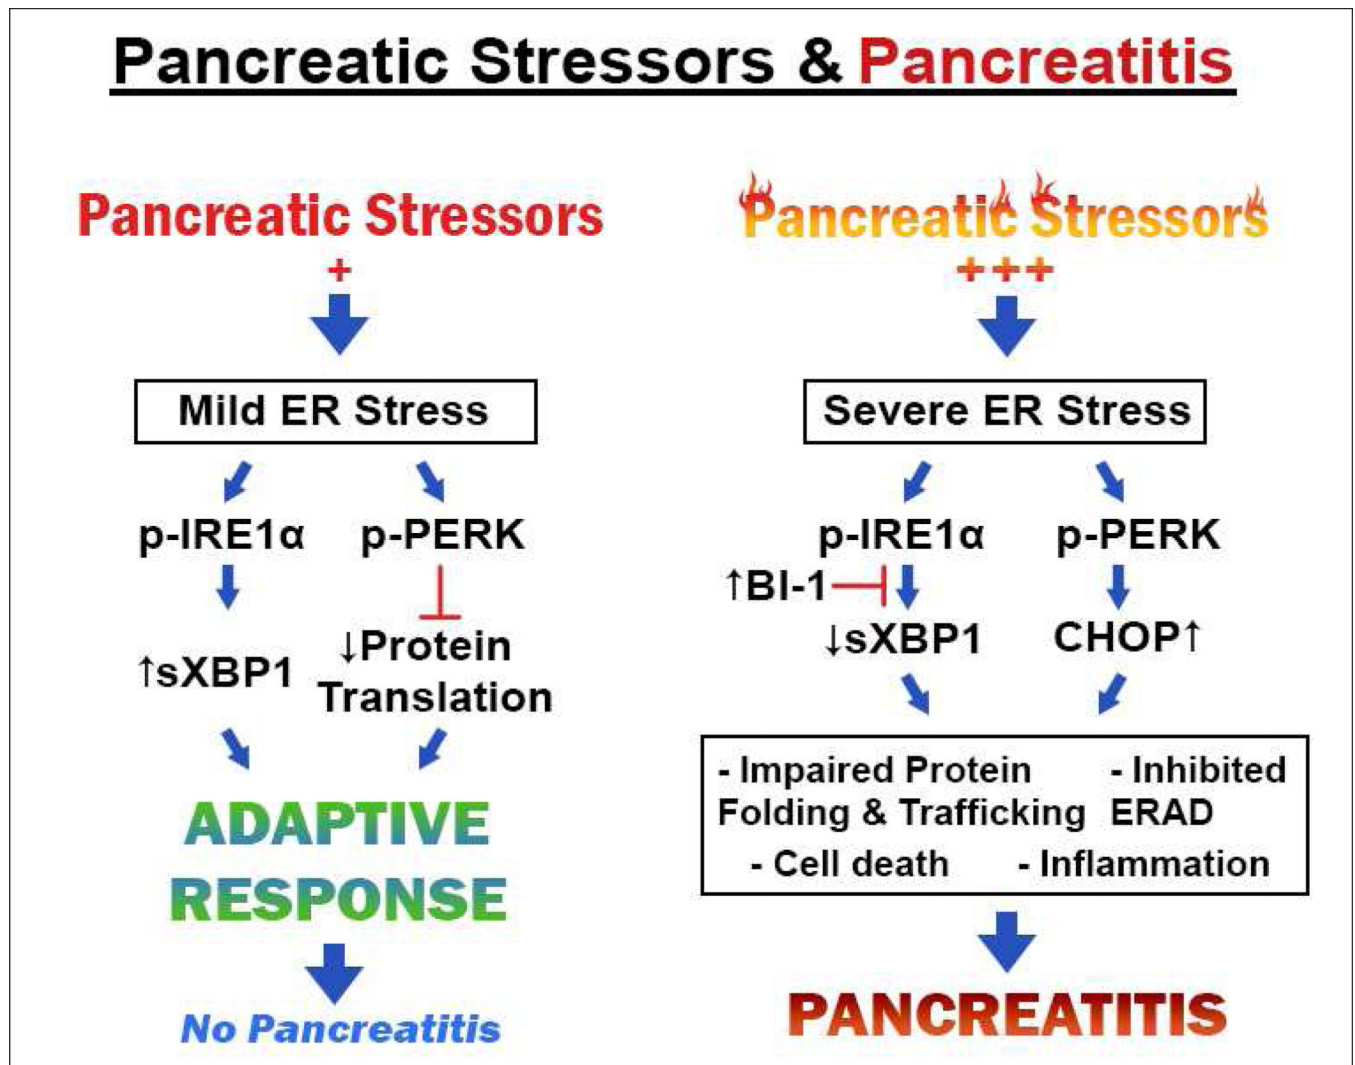 Pancreatic Stressors & Pancreatitis
Pancreatic Stressors
+
Mild ER Stress
p-IRE1α p-PERK
↑sXBP1
↓Protein
Translation
ADAPTIVE
RESPONSE
No Pancreatitis
Pancreatic Stressors
+++
Severe ER Stress
p-IRE1α p-PERK
↑BI-1
↓sXBP1 CHOP↑
- Impaired Protein
Folding & Trafficking
- Inhibited
ERAD
- Cell death - Inflammation
PANCREATITIS